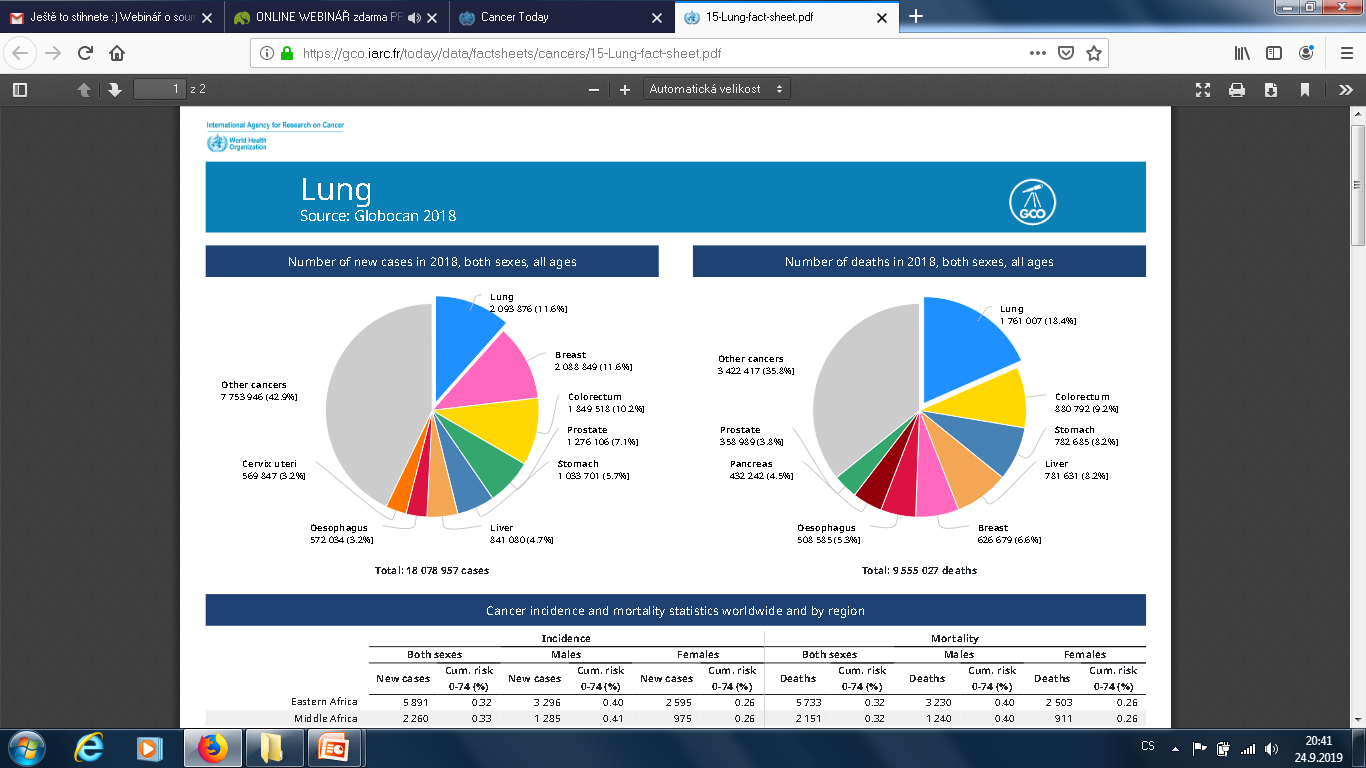 Ještě to stihnete :) Webinář o sour
ONLINE WEBINÁŘ zdarma PR
Cancer Today
15-Lung-fact-sheet.pdf
https://gco.iarc.fr/today/data/factsheets/cancers/15-Lung-fact-sheet.pdf
1 z 2
Automatická velikost
International Agency for Research on Cancer
World Health
Organization
Lung
Source: Globocan 2018
GCO
Number of new cases in 2018, both sexes, all ages
Lung
2 093 876 (11.6%)
Breast
2 088 849 (11.6%)
Colorectum
1 849 518 (10.2%)
Prostate
1 276 106 (7.1%)
Stomach
1 033 701 (5.7%)
Liver
841 080 (4.7%)
Oesophagus
572 034 (3.2%)
Cervix uteri
569 847 (3.2%)
Other cancers
7 753 946 (42.9%)
Total: 18 078 957 cases
Number of deaths in 2018, both sexes, all ages
Lung
1 761 007 (18.4%)
Colorectum
880 792 (9.2%)
Stomach
782 685 (8.2%)
Liver
781 631 (8.2%)
Breast
626 679 (6.6%)
Oesophagus
508 585 (5.3%)
Pancreas
432 242 (4.5%)
Prostate
358 989 (3.8%)
Other cancers
3 422 417 (35.8%)
Total: 9 555 027 deaths
Cancer incidence and mortality statistics worldwide and by region
Incidence Mortality
Both sexes Males Females Both sexes Males Females
New cases Cum. risk 0-74 (%) New cases Cum. risk 0-74 (%) New cases Cum. risk 0-74 (%) Deaths Cum. risk 0-74 (%) Deaths Cum. risk 0-74 (%) Deaths Cum. risk 0-74 (%)
Eastern Africa 5 891 0.32 3 296 0.40 2 595 0.26 5 733 0.32 3 230 0.40 2 503 0.26
Middle Africa 2 260 0.33 1 285 0.41 975 0.26 2 151 0.32 1 240 0.40 911 0.26
CS
20:41
24.9.2019